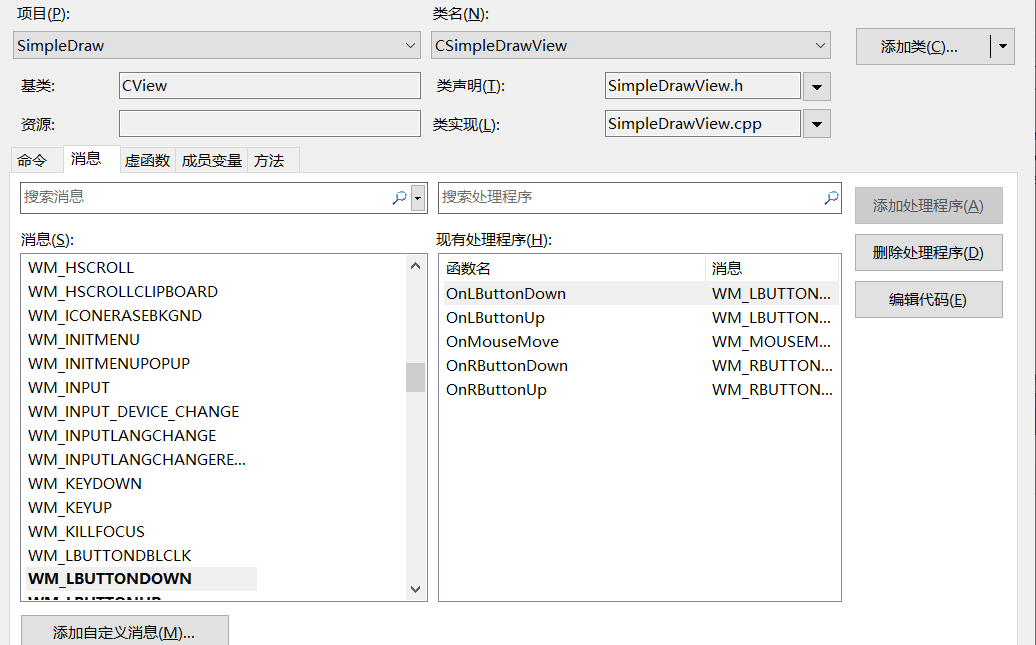 项目(P):
类名(N):
SimpleDraw
CSimpleDrawView
添加类(C)...
基类:
CView
类声明(T):
SimpleDrawView.h
资源:
类实现(L):
SimpleDrawView.cpp
命令
消息
虚函数
成员变量
方法
搜索消息
搜索处理程序
添加处理程序(A)
消息(S):
现有处理程序(H):
删除处理程序(D)
编辑代码(E)
WM_HSCROLL
WM_HSCROLLCLIPBOARD
WM_ICONERASEBKGND
WM_INITMENU
WM_INITMENUPOPUP
WM_INPUT
WM_INPUT_DEVICE_CHANGE
WM_INPUTLANGCHANGE
WM_INPUTLANGCHANGERE...
WM_KEYDOWN
WM_KEYUP
WM_KILLFOCUS
WM_LBUTTONDBLCLK
WM_LBUTTONDOWN
WM_LBUTTONUP
函数名 消息
OnLButtonDown WM_LBUTTON...
OnLButtonUp WM_LBUTTON...
OnMouseMove WM_MOUSEM...
OnRButtonDown WM_RBUTTON...
OnRButtonUp WM_RBUTTON...
添加自定义消息(M)...